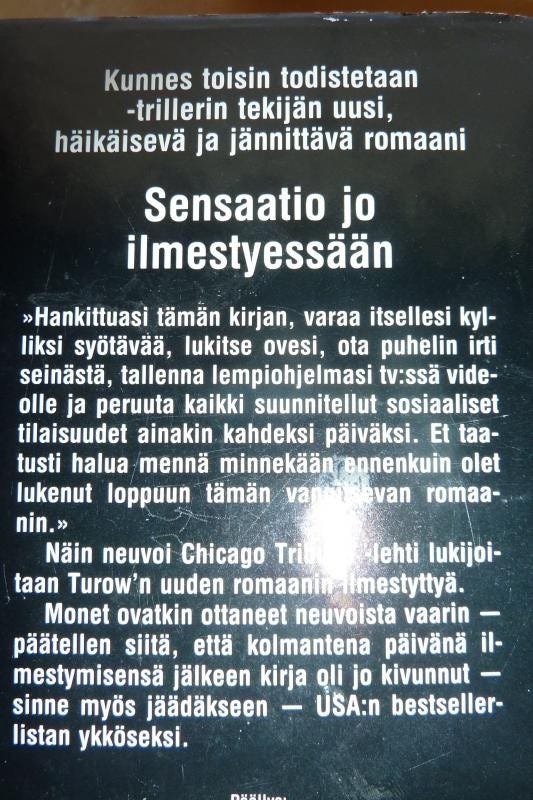 Kunnes toisin todistetaan
-trillerin tekijän uusi,
häikäisevä ja jännittävä romaani
Sensaatio jo
ilmestyessään
»Hankittuasi tämän kirjan, varaa itsellesi kyl-
liksi syötävää, lukitse ovesi, ota puhelin irti
seinästä, tallenna lempiohjelmasi tv:ssä vide-
olle ja peruuta kaikki suunnitellut sosiaaliset
tilaisuudet ainakin kahdeksi päiväksi. Et taa-
tusti halua mennä minnekään ennenkuin olet
lukenut loppuun tämän romaa-
nin.»
Näin neuvoi Chicago -lehti lukijoi-
taan Turow'n uuden romaanin ilmestyttyä.
Monet ovatkin ottaneet neuvoista vaarin —
päätellen siitä, että kolmantena päivänä il-
mestymisensä jälkeen kirja oli jo kivunnut —
sinne myös jäädäkseen — USA:n bestseller-
listan ykköseksi.
Päällys: